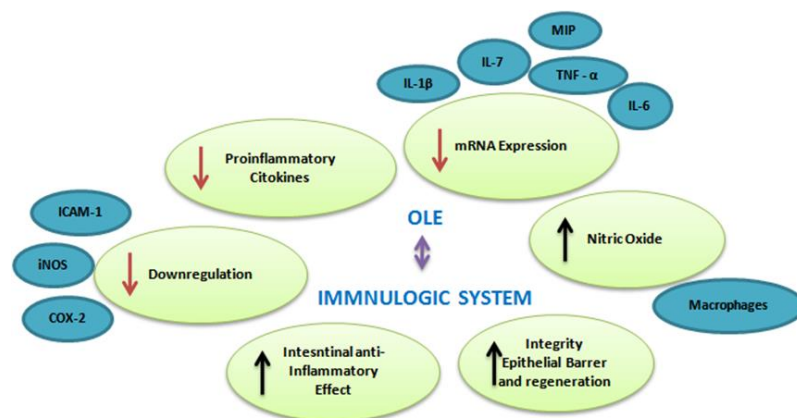 MIP
IL-7
IL-1β
TNF - α
IL-6
mRNA Expression
Proinflammatory
Citokines
ICAM-1
OLE
Nitric Oxide
iNOS
Downregulation
COX-2
IMMNULOGIC SYSTEM
Macrophages
Intesntinal anti-
Inflammatory
Effect
Integrity
Epithelial Barrer
and regeneration